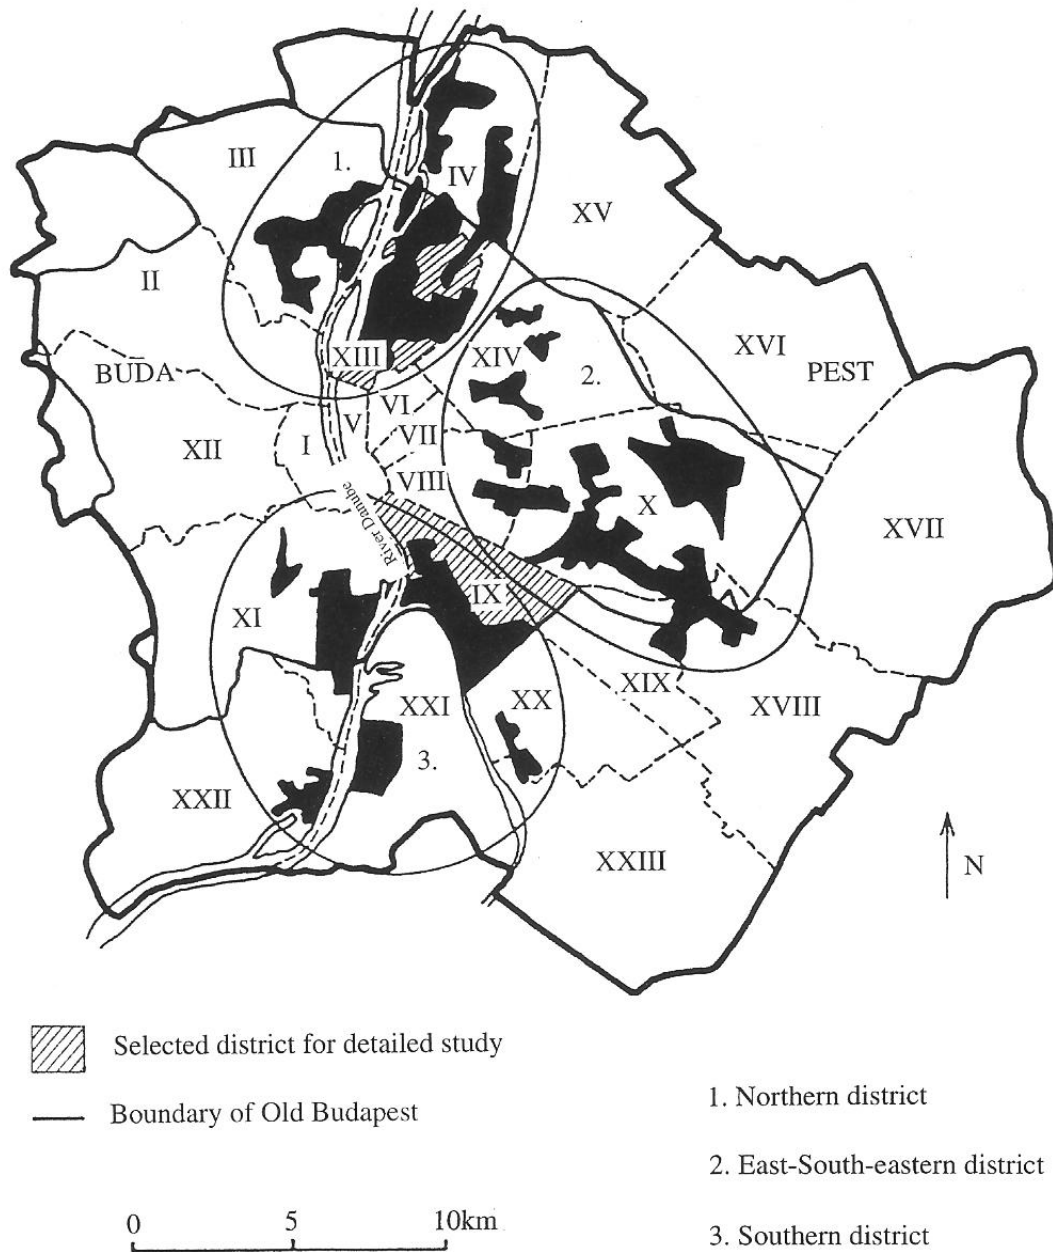 III
1.
IV
XV
II
XIII
XIV
2.
XVI
BUDA
PEST
VI
V
VII
XII
I
VIII
X
XVII
River Danube
IX
XI
XIX
XX
XXI
XVIII
3.
XXII
XXIII
N
Selected district for detailed study
Boundary of Old Budapest
0 5 10km
1. Northern district
2. East-South-eastern district
3. Southern district